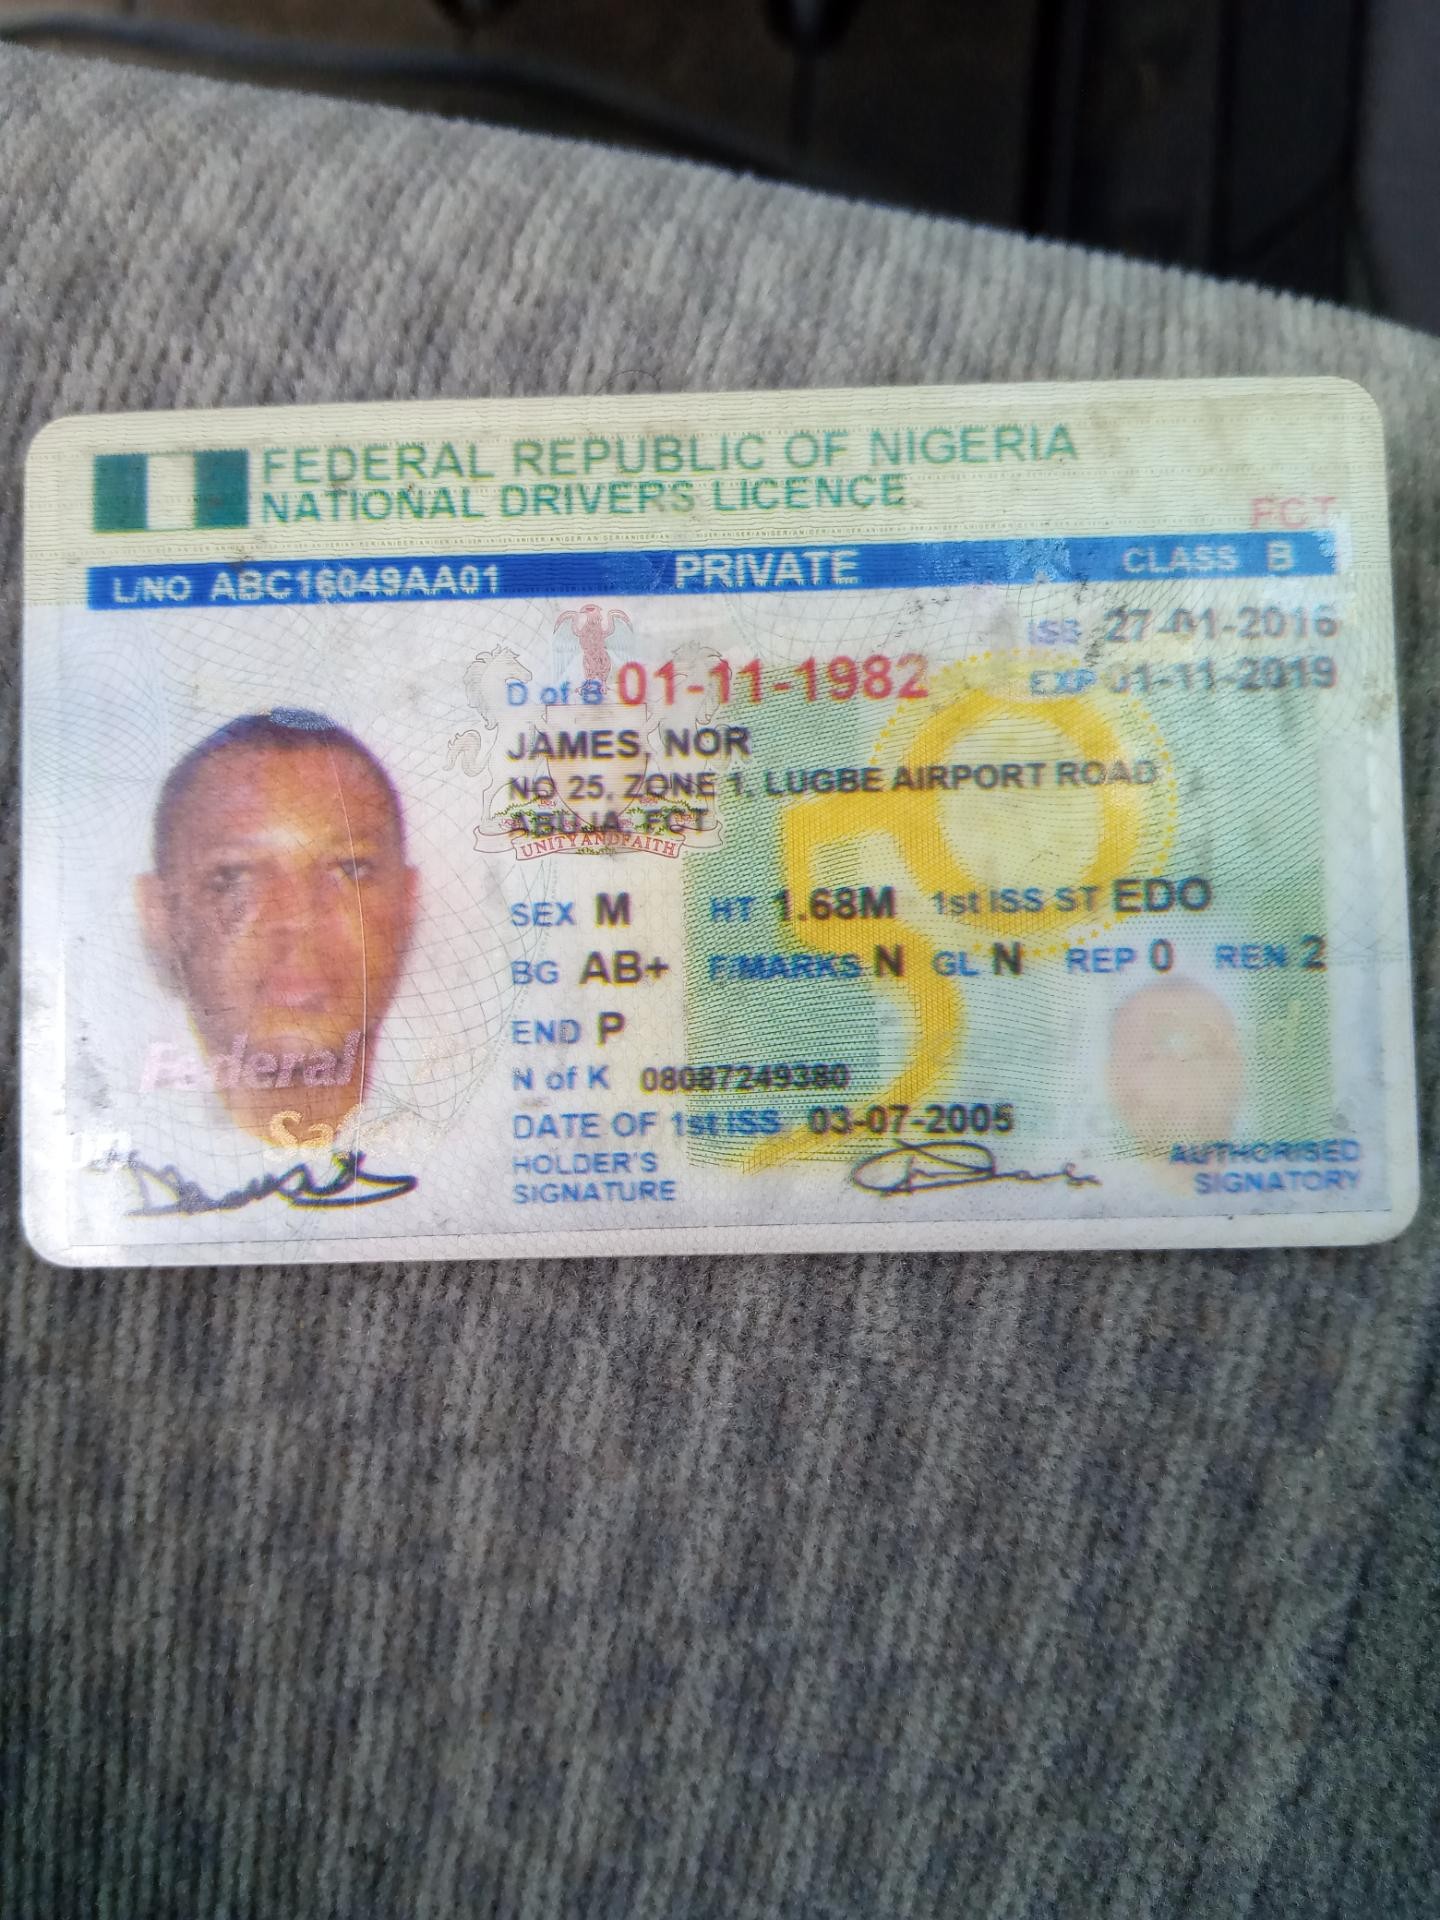 FEDERAL REPUBLIC OF NIGERIA
NATIONAL DRIVERS LICENCE
FCT
L/NO ABC16049AA01 PRIVATE CLASS B
ISS 27-01-2016
D of B 01-11-1982 EXP 01-11-2019
JAMES, NOR
NO 25, ZONE 1, LUGBE AIRPORT ROAD
ABUJA, FCT
UNITY AND FAITH
50
SEX M HT 1.68M 1st ISS ST EDO
BG AB+ F/MARKS N GL N REP 0 REN 2
END P
Federal
N of K 08087249380
DATE OF 1st ISS 03-07-2005
HOLDER'S
SIGNATURE
AUTHORISED
SIGNATORY